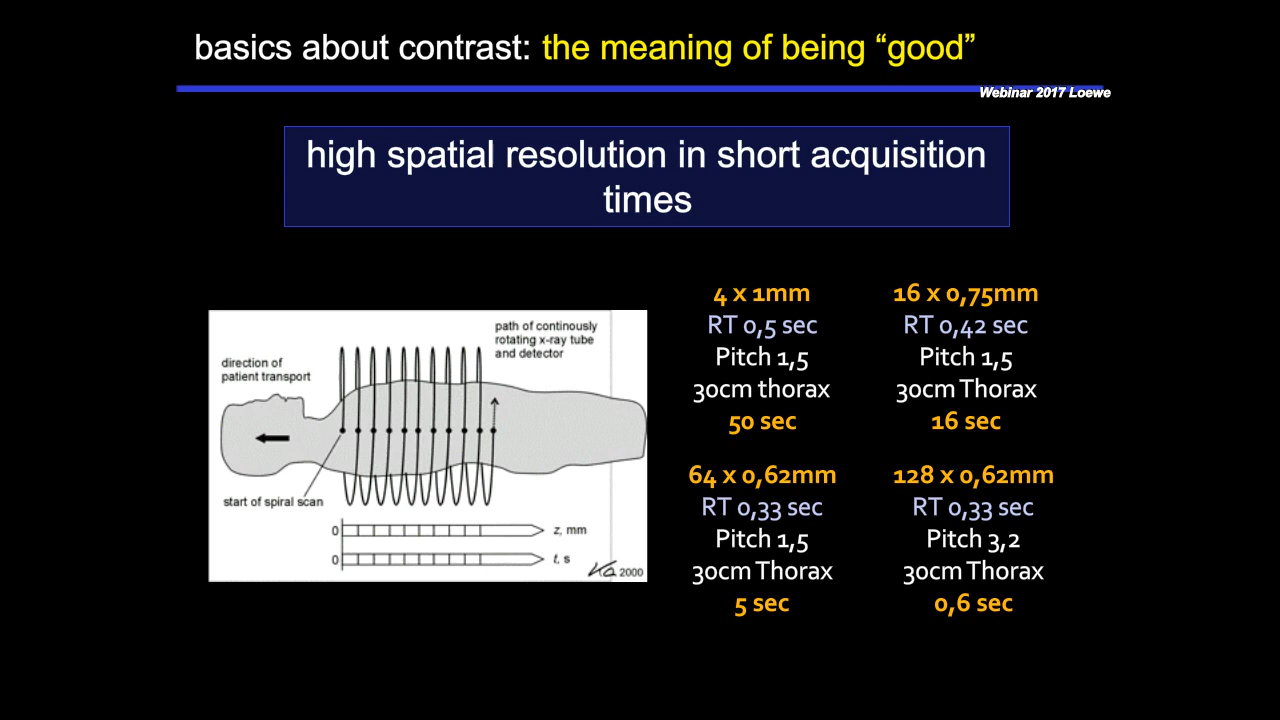 basics about contrast: the meaning of being “good”
Webinar 2017 Loewe
high spatial resolution in short acquisition
times
path of continously
rotating x-ray tube
and detector
direction of
patient transport
start of spiral scan
0
z, mm
0
t, s
2000
4 x 1mm
RT 0,5 sec
Pitch 1,5
30cm thorax
50 sec
16 x 0,75mm
RT 0,42 sec
Pitch 1,5
30cm Thorax
16 sec
64 x 0,62mm
RT 0,33 sec
Pitch 1,5
30cm Thorax
5 sec
128 x 0,62mm
RT 0,33 sec
Pitch 3,2
30cm Thorax
0,6 sec